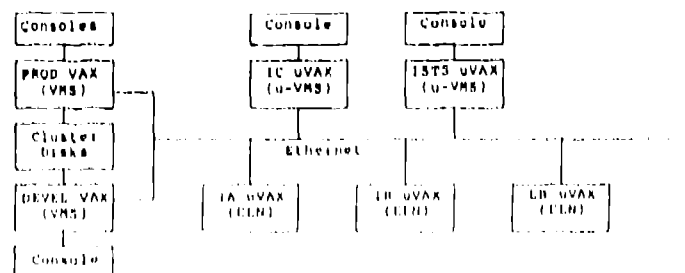 Consoles Console Console
PROD VAX IC uVAX ISTS uVAX
(VMS) (u-VMS) (u-VMS)
Cluster
Disks
Ethernet
DEVEL VAX IA uVAX IB uVAX LB uVAX
(VMS) (ELN) (ELN) (ELN)
Console